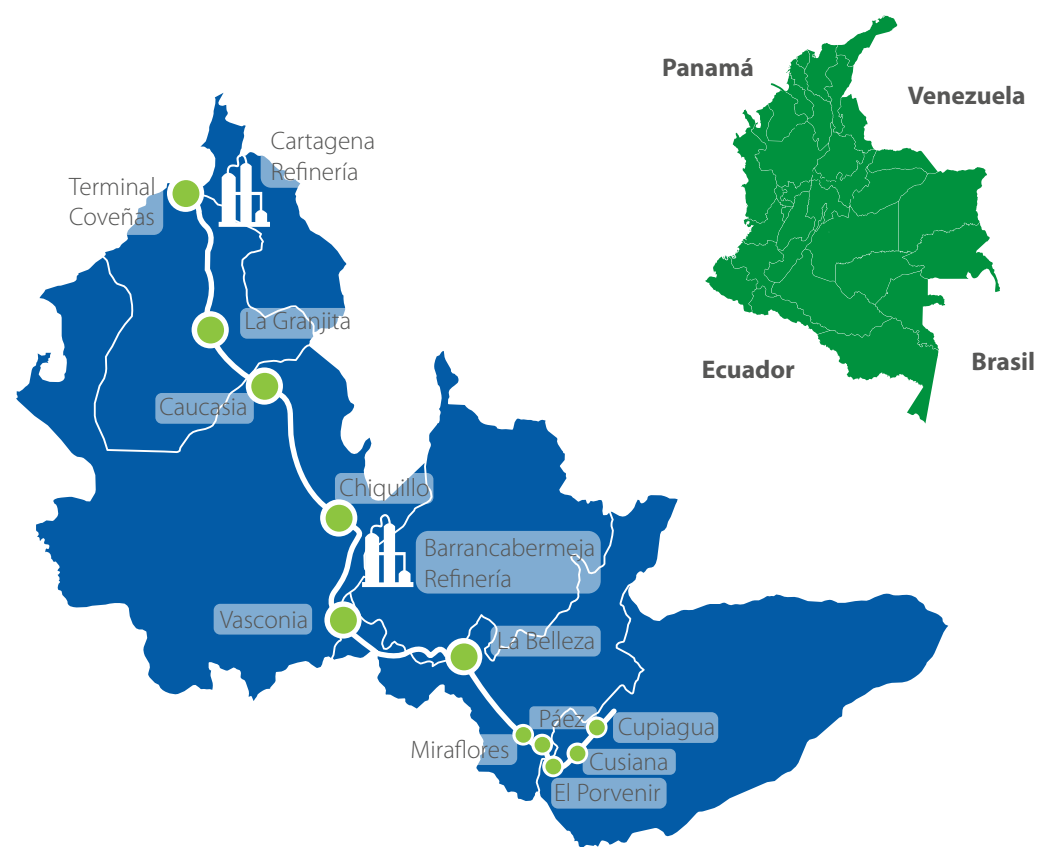 Panamá
Venezuela
Cartagena
Refinería
Terminal
Coveñas
La Granjita
Ecuador
Brasil
Caucasia
Chiquillo
Barrancabermeja
Refinería
Vasconia
La Belleza
Páez
Cupiagua
Miraflores
Cusiana
El Porvenir